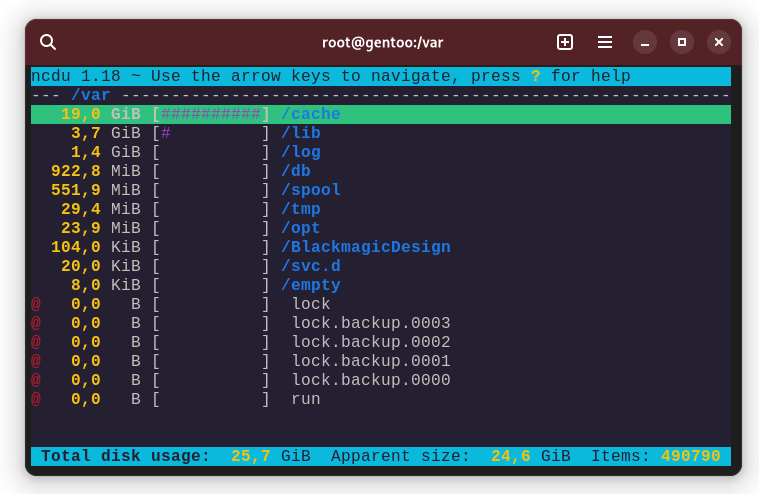 root@gentoo:/var
ncdu 1.18 ~ Use the arrow keys to navigate, press ? for help
--- /var -------------------------------------------------------------
19,0 GiB [##########] /cache
3,7 GiB [#         ] /lib
1,4 GiB [          ] /log
922,8 MiB [          ] /db
551,9 MiB [          ] /spool
29,4 MiB [          ] /tmp
23,9 MiB [          ] /opt
104,0 KiB [          ] /BlackmagicDesign
20,0 KiB [          ] /svc.d
8,0 KiB [          ] /empty
@ 0,0 B [          ] lock
@ 0,0 B [          ] lock.backup.0003
@ 0,0 B [          ] lock.backup.0002
@ 0,0 B [          ] lock.backup.0001
@ 0,0 B [          ] lock.backup.0000
@ 0,0 B [          ] run
Total disk usage: 25,7 GiB Apparent size: 24,6 GiB Items: 490790